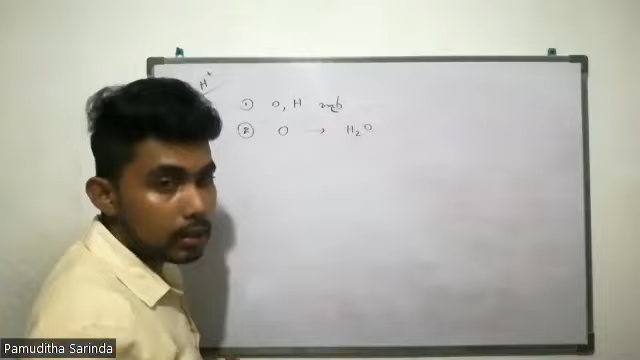 H⁺
① O, H
② O → H₂O
Pamuditha Sarinda